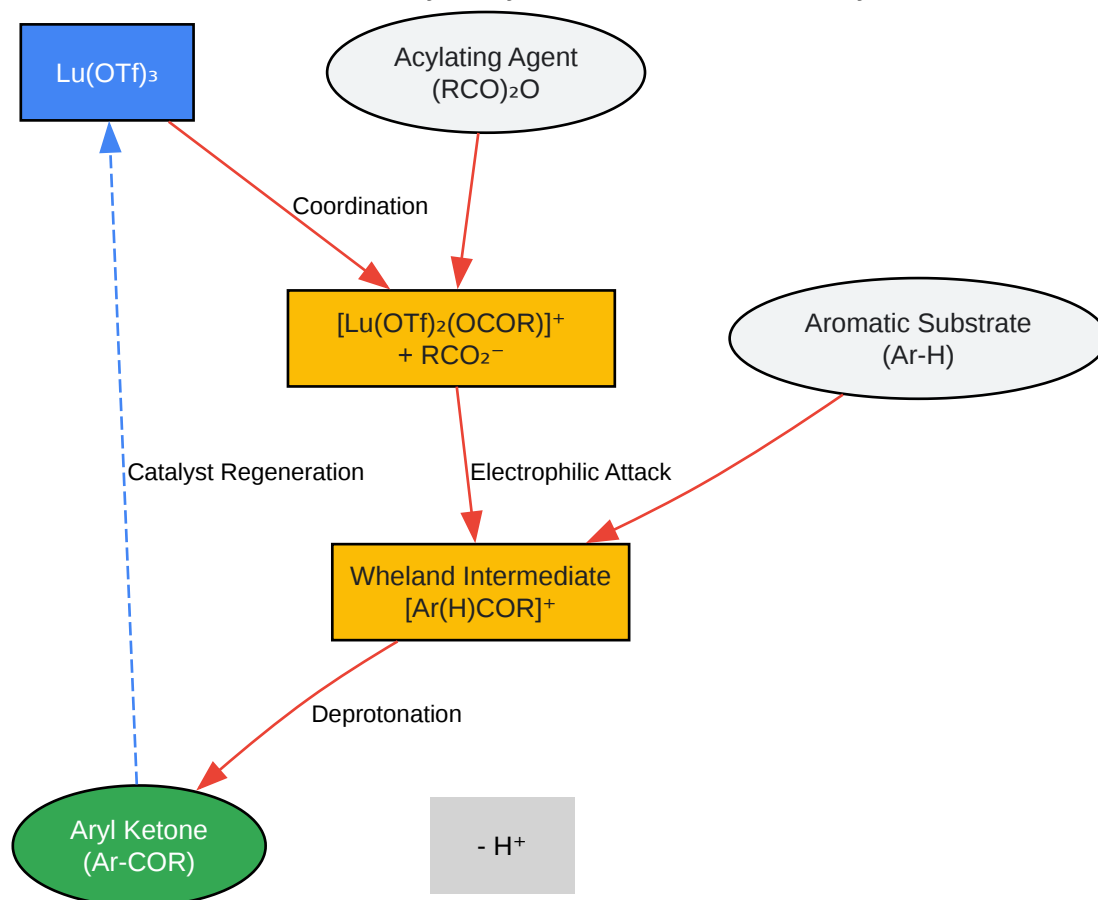 Lu(OTf)₃
Acylating Agent
(RCO)₂O
Coordination
[Lu(OTf)₂(OCOR)]⁺
+ RCO₂⁻
Aromatic Substrate
(Ar-H)
Catalyst Regeneration
Electrophilic Attack
Wheland Intermediate
[Ar(H)COR]⁺
Deprotonation
Aryl Ketone
(Ar-COR)
- H⁺